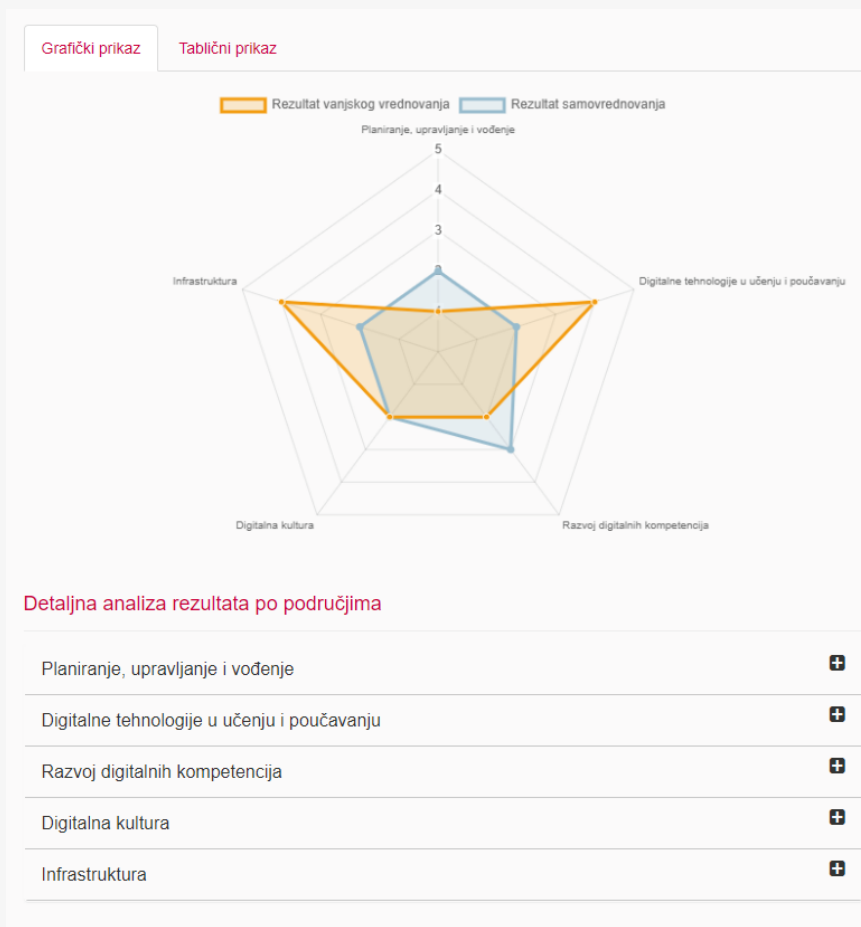 Grafički prikaz
Tablični prikaz
Rezultat vanjskog vrednovanja
Rezultat samovrednovanja
Planiranje, upravljanje i vođenje
5
4
3
2
1
Infrastruktura
Digitalne tehnologije u učenju i poučavanju
Digitalna kultura
Razvoj digitalnih kompetencija
Detaljna analiza rezultata po područjima
Planiranje, upravljanje i vođenje
Digitalne tehnologije u učenju i poučavanju
Razvoj digitalnih kompetencija
Digitalna kultura
Infrastruktura